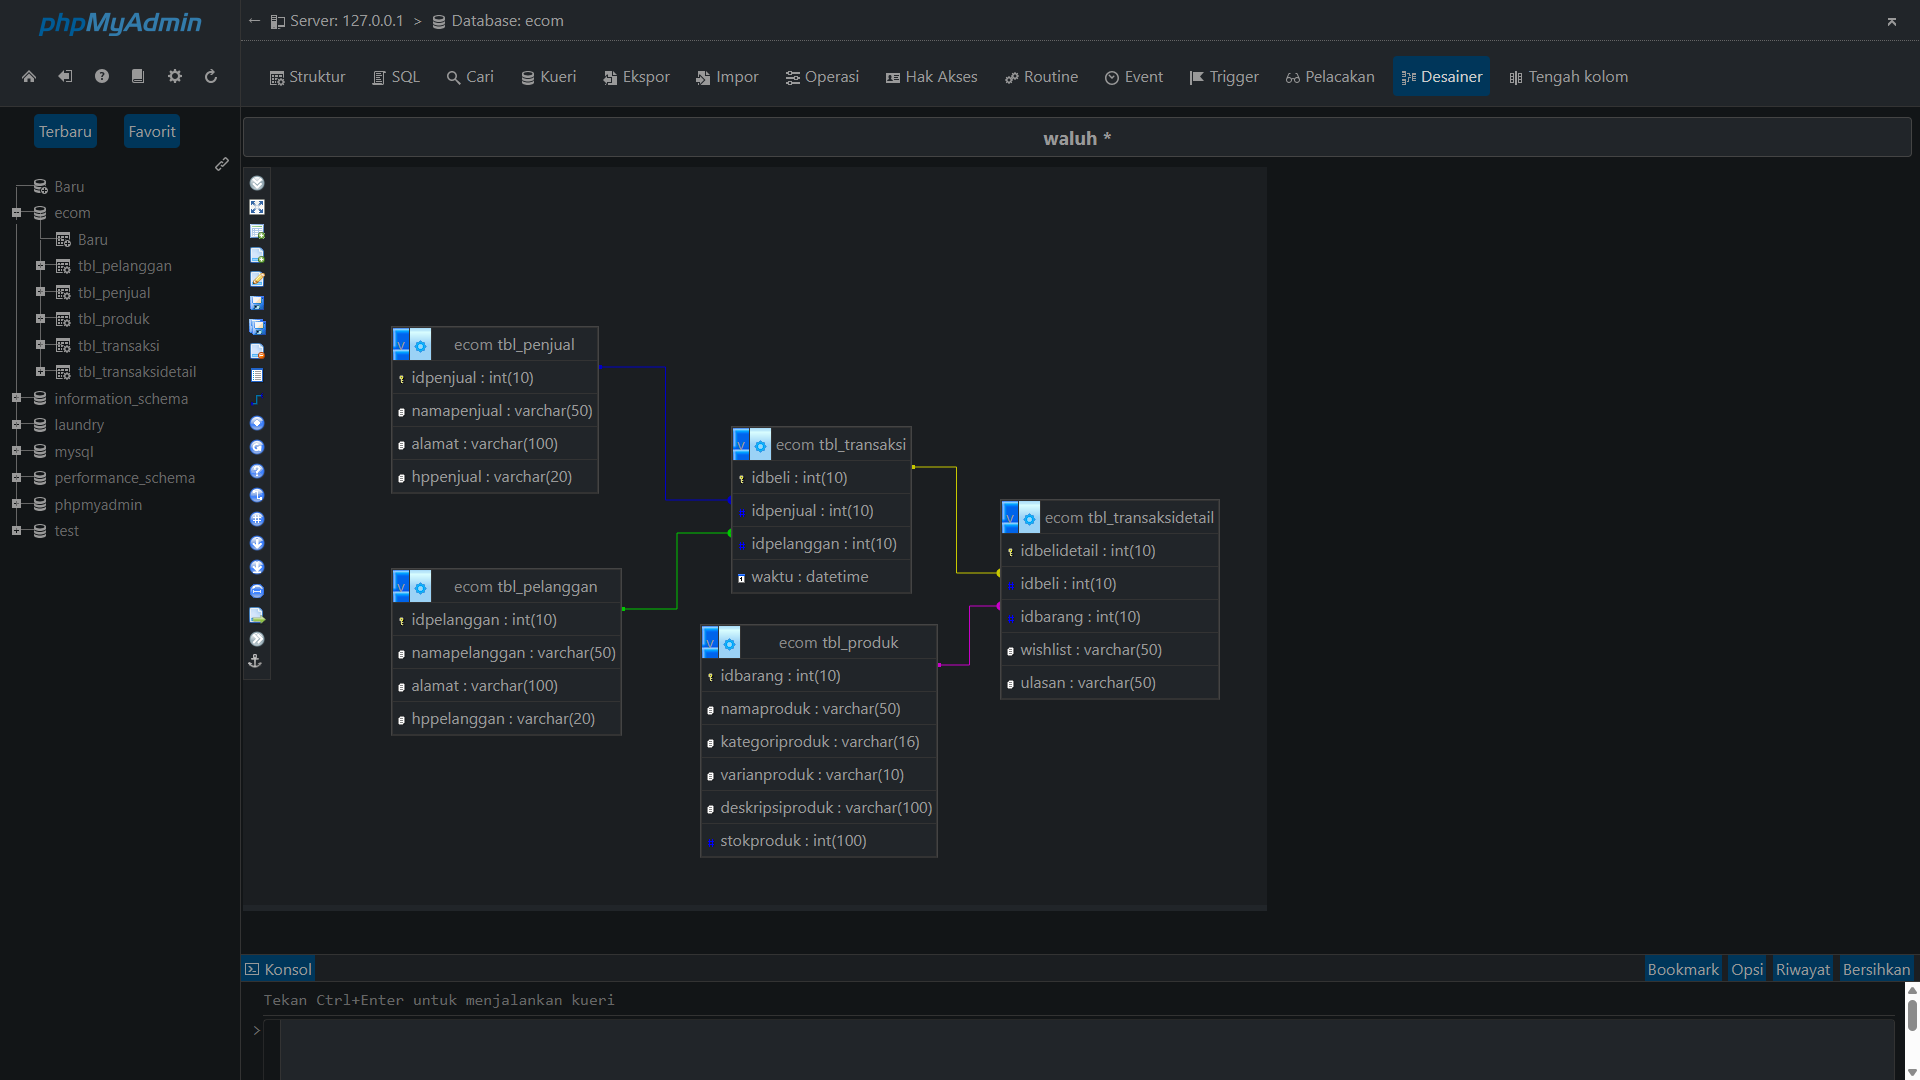 phpMyAdmin
← Server: 127.0.0.1 > Database: ecom
Struktur SQL Cari Kueri Ekspor Impor Operasi Hak Akses Routine Event Trigger Pelacakan Desainer Tengah kolom
Terbaru Favorit
Baru
ecom
Baru
tbl_pelanggan
tbl_penjual
tbl_produk
tbl_transaksi
tbl_transaksidetail
information_schema
laundry
mysql
performance_schema
phpmyadmin
test
waluh *
v ecom tbl_penjual
idpenjual : int(10)
namapenjual : varchar(50)
alamat : varchar(100)
hppenjual : varchar(20)
v ecom tbl_pelanggan
idpelanggan : int(10)
namapelanggan : varchar(50)
alamat : varchar(100)
hppelanggan : varchar(20)
v ecom tbl_transaksi
idbeli : int(10)
idpenjual : int(10)
idpelanggan : int(10)
waktu : datetime
v ecom tbl_produk
idbarang : int(10)
namaproduk : varchar(50)
kategoriproduk : varchar(16)
varianproduk : varchar(10)
deskripsiproduk : varchar(100)
stokproduk : int(100)
v ecom tbl_transaksidetail
idbelidetail : int(10)
idbeli : int(10)
idbarang : int(10)
wishlist : varchar(50)
ulasan : varchar(50)
Konsol Bookmark Opsi Riwayat Bersihkan
Tekan Ctrl+Enter untuk menjalankan kueri
>